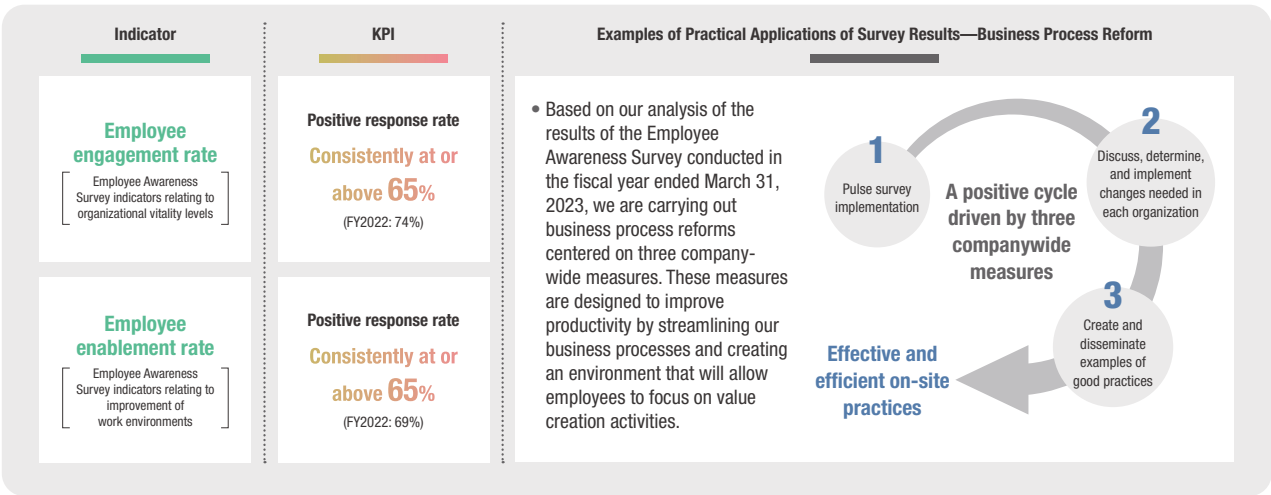 Indicator
KPI
Examples of Practical Applications of Survey Results—Business Process Reform
Employee
engagement rate
Employee Awareness
Survey indicators relating to
organizational vitality levels
Positive response rate
Consistently at or
above 65%
(FY2022: 74%)
Employee
enablement rate
Employee Awareness
Survey indicators relating to
improvement of
work environments
Positive response rate
Consistently at or
above 65%
(FY2022: 69%)
• Based on our analysis of the
results of the Employee
Awareness Survey conducted in
the fiscal year ended March 31,
2023, we are carrying out
business process reforms
centered on three company-
wide measures. These measures
are designed to improve
productivity by streamlining our
business processes and creating
an environment that will allow
employees to focus on value
creation activities.
1
Pulse survey
implementation
2
Discuss, determine,
and implement
changes needed in
each organization
A positive cycle
driven by three
companywide
measures
3
Create and
disseminate
examples of
good practices
Effective and
efficient on-site
practices